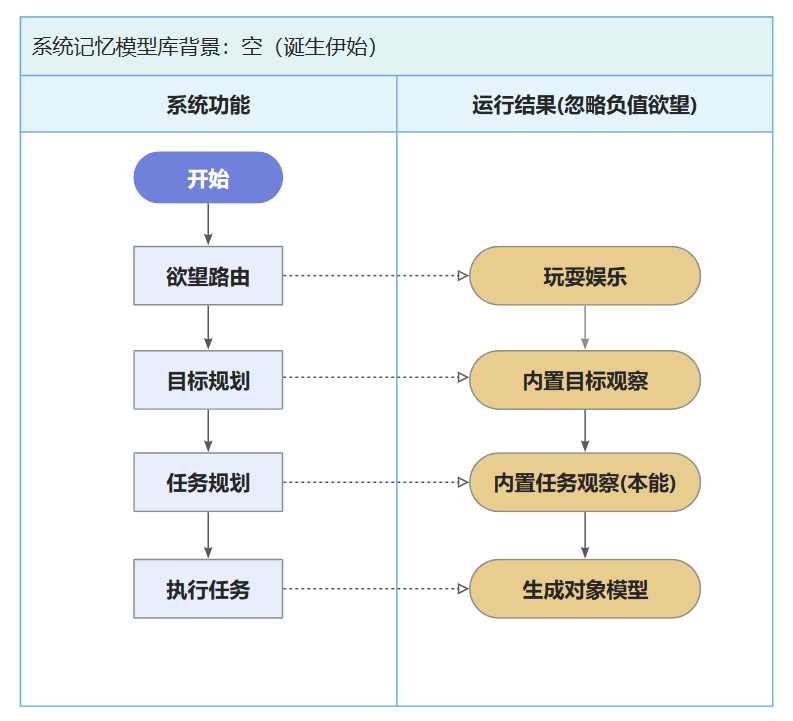 系统记忆模型库背景：空（诞生伊始）
系统功能
运行结果(忽略负值欲望)
开始
欲望路由
玩耍娱乐
目标规划
内置目标观察
任务规划
内置任务观察(本能)
执行任务
生成对象模型